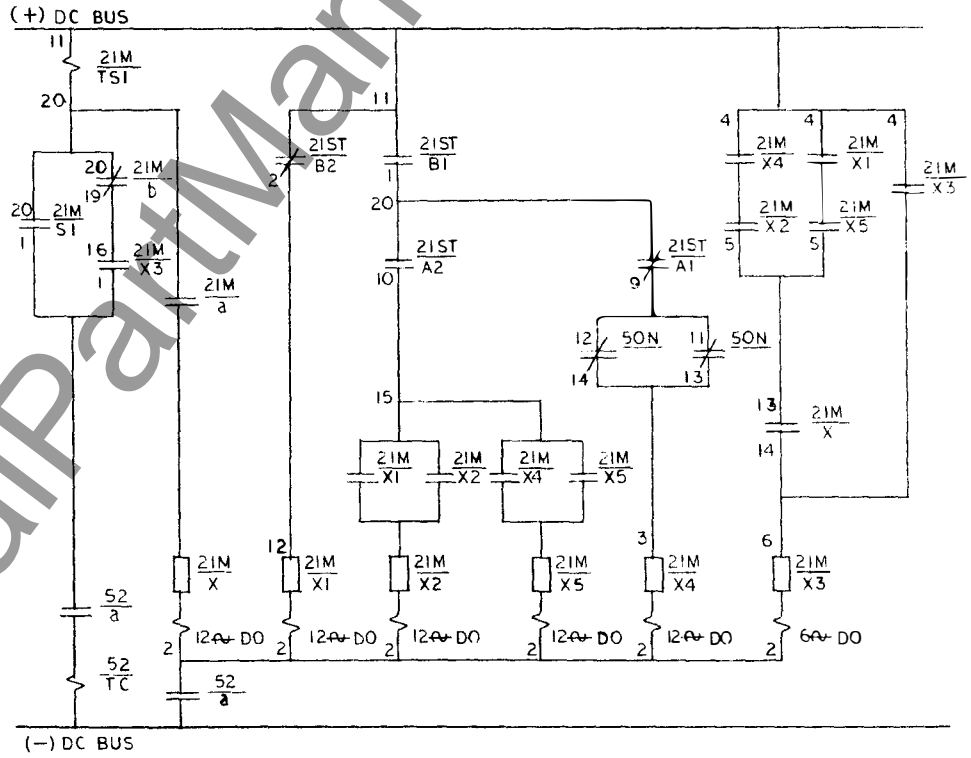 (+) DC BUS
11
21M
TS1
20
11
4
4
4
20
21M
b
19
20
21M
S1
1
16
21M
X3
1
21M
a
21ST
B2
2
21ST
B1
1
20
21ST
A2
10
21ST
A1
9
21M
X4
21M
X1
21M
X3
21M
X2
5
21M
X5
5
12
50N
14
11
50N
13
15
13
21M
X
14
21M
X1
21M
X2
21M
X4
21M
X5
12
3
6
21M
X
21M
X1
21M
X2
21M
X5
21M
X4
21M
X3
52
a
12 DO
12 DO
12 DO
12 DO
12 DO
6 DO
2
2
2
2
2
2
52
TC
52
a
(-) DC BUS
alPartMan